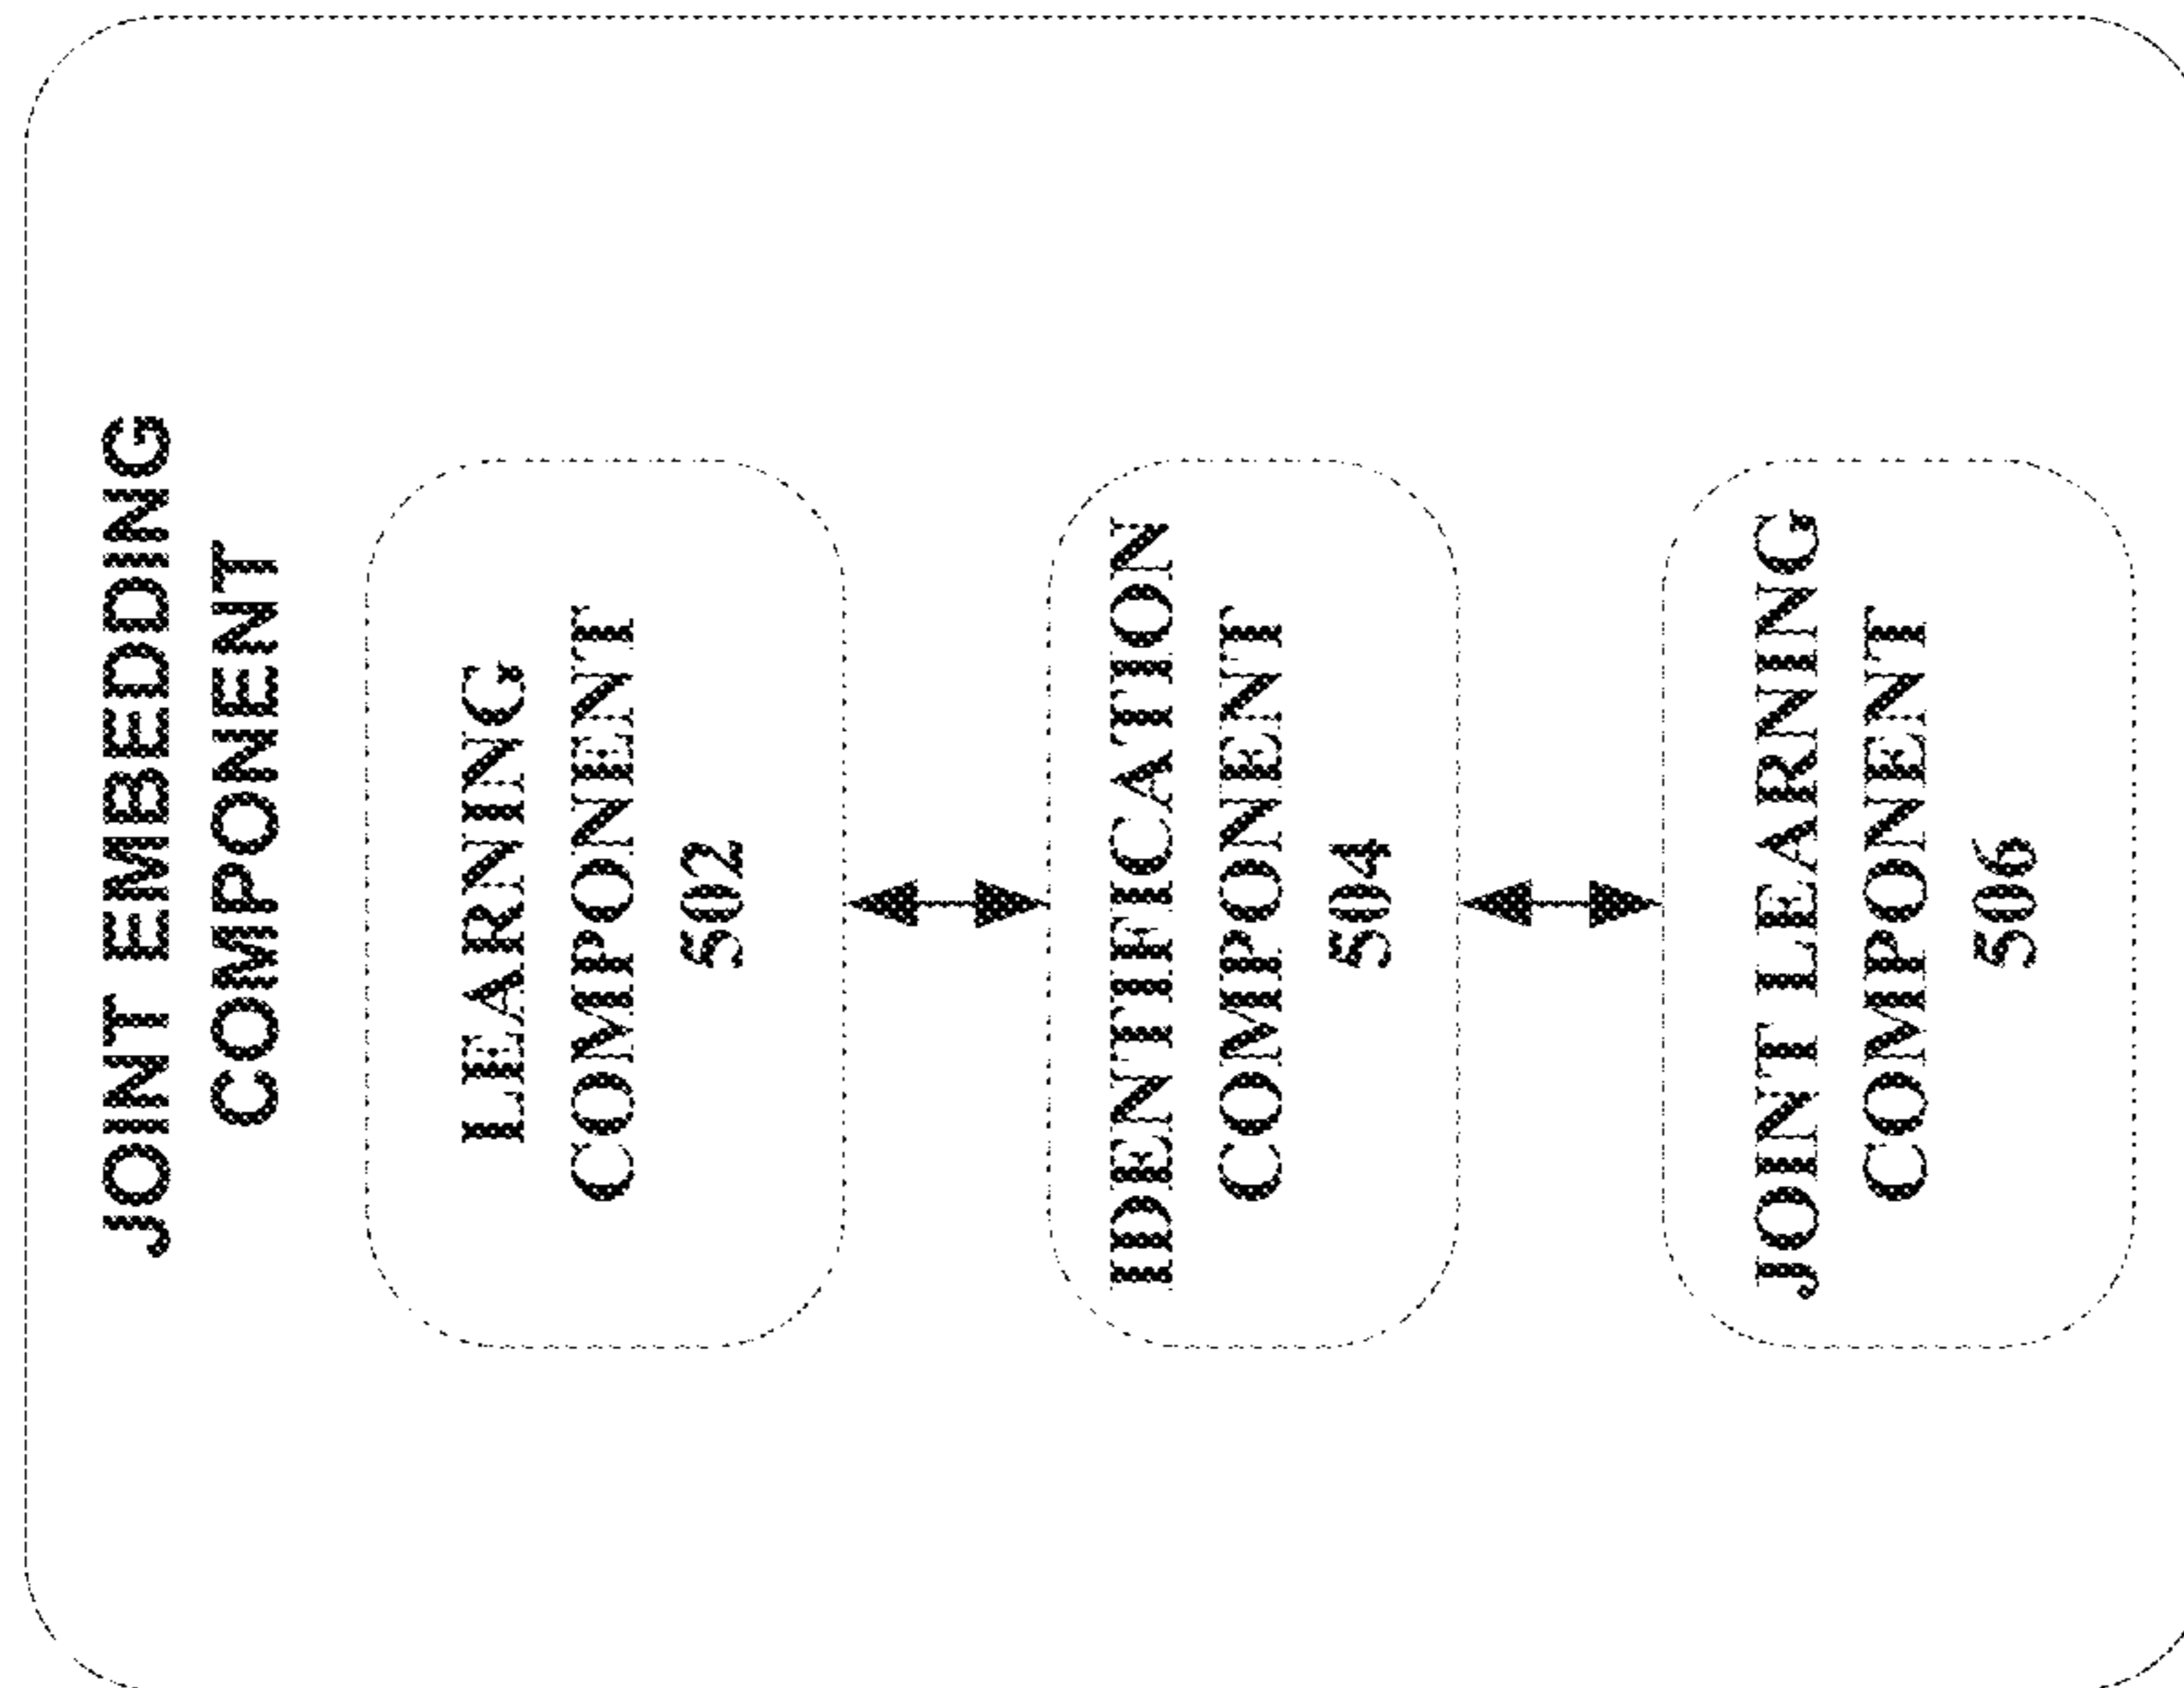 JOINT EMBEDDING
COMPONENT
LEARNING
COMPONENT
502
IDENTIFICATION
COMPONENT
504
JOINT LEARNING
COMPONENT
506